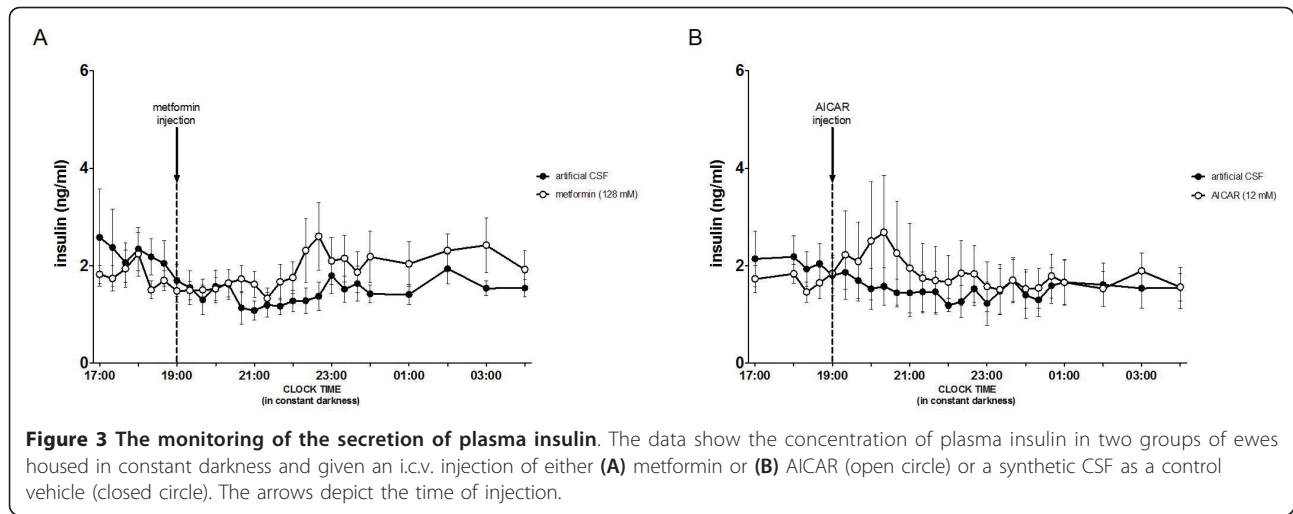 A
6
4
2
0
insulin (ng/ml)
metformin
injection
artificial CSF
metformin (128 mM)
17:00 19:00 21:00 23:00 01:00 03:00
CLOCK TIME
(in constant darkness)
B
6
4
2
0
insulin (ng/ml)
AICAR
injection
artificial CSF
AICAR (12 mM)
17:00 19:00 21:00 23:00 01:00 03:00
CLOCK TIME
(in constant darkness)
Figure 3 The monitoring of the secretion of plasma insulin. The data show the concentration of plasma insulin in two groups of ewes
housed in constant darkness and given an i.c.v. injection of either (A) metformin or (B) AICAR (open circle) or a synthetic CSF as a control
vehicle (closed circle). The arrows depict the time of injection.